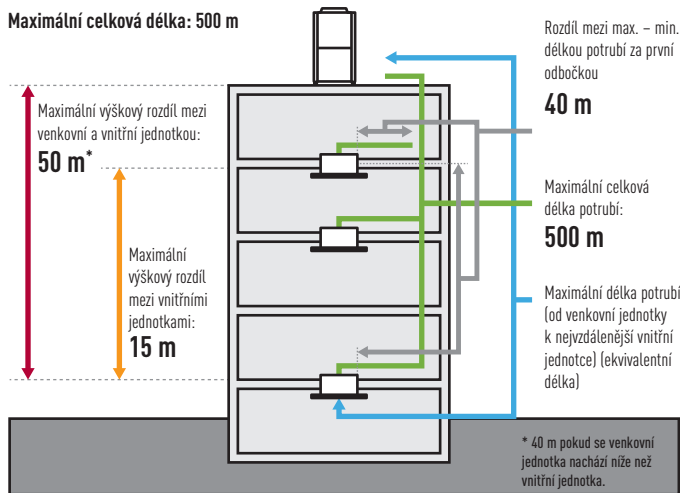 Maximální celková délka: 500 m
Maximální výškový rozdíl mezi
venkovní a vnitřní jednotkou:
50 m*
Maximální
výškový rozdíl
mezi vnitřními
jednotkami:
15 m
Rozdíl mezi max. – min.
délkou potrubí za první
odbočkou
40 m
Maximální celková
délka potrubí:
500 m
Maximální délka potrubí
(od venkovní jednotky
k nejvzdálenější vnitřní
jednotce) (ekvivalentní
délka)
* 40 m pokud se venkovní
jednotka nachází níže než
vnitřní jednotka.